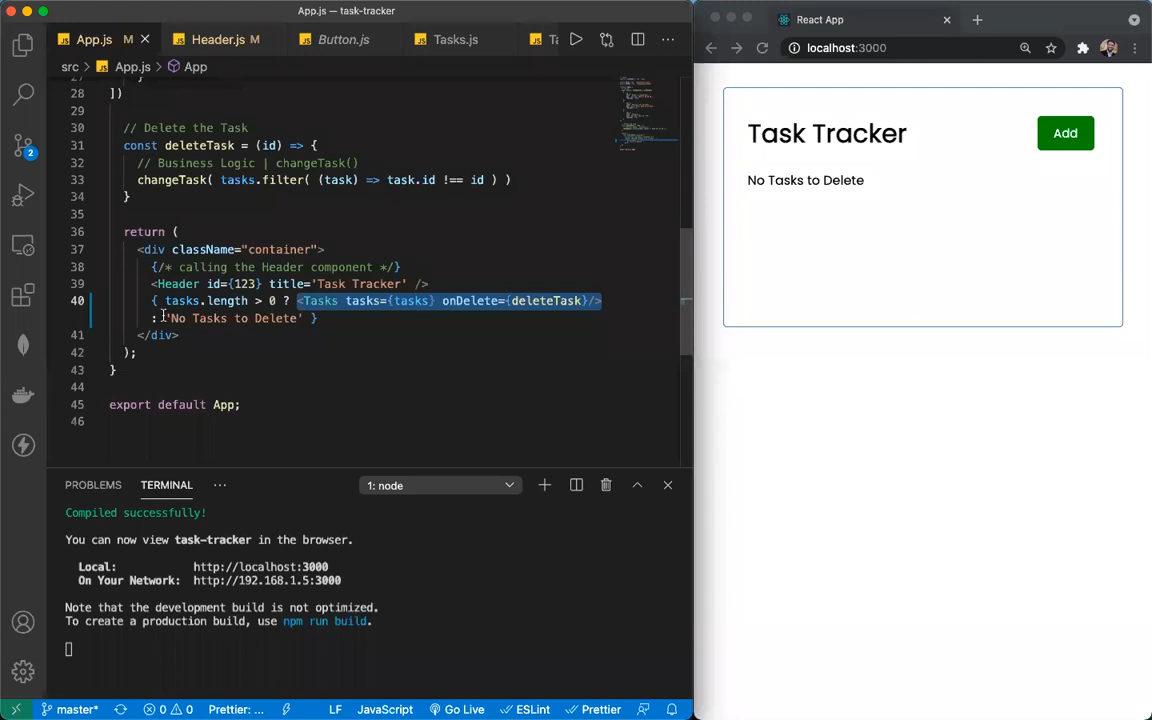 App.js — task-tracker
App.js M
Header.js M
Button.js
Tasks.js
src > App.js > App
28 ])
29
30 // Delete the Task
31 const deleteTask = (id) => {
32 // Business Logic | changeTask()
33 changeTask( tasks.filter( (task) => task.id !== id ) )
34 }
35
36 return (
37 <div className="container">
38 {/* calling the Header component */}
39 <Header id={123} title='Task Tracker' />
40 { tasks.length > 0 ? <Tasks tasks={tasks} onDelete={deleteTask}/>
: 'No Tasks to Delete' }
41 </div>
42 );
43 }
44
45 export default App;
46
2
PROBLEMS TERMINAL ··· 1: node
Compiled successfully!
You can now view task-tracker in the browser.
Local: http://localhost:3000
On Your Network: http://192.168.1.5:3000
Note that the development build is not optimized.
To create a production build, use npm run build.
master* 0 0 Prettier: ... LF JavaScript Go Live ESLint Prettier
React App
localhost:3000
Task Tracker
Add
No Tasks to Delete